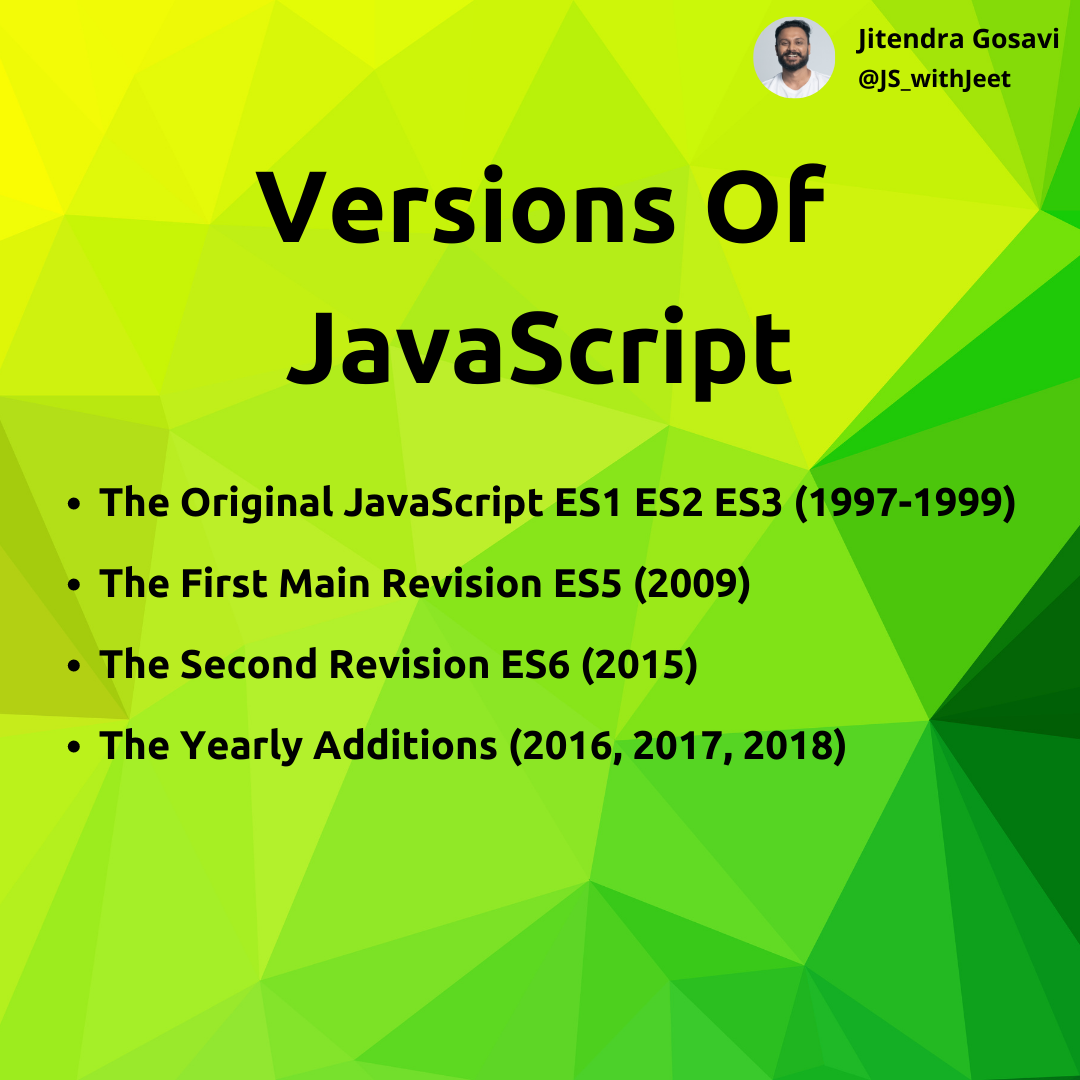 Jitendra Gosavi
@JS_withJeet
Versions Of
JavaScript
• The Original JavaScript ES1 ES2 ES3 (1997-1999)
• The First Main Revision ES5 (2009)
• The Second Revision ES6 (2015)
• The Yearly Additions (2016, 2017, 2018)